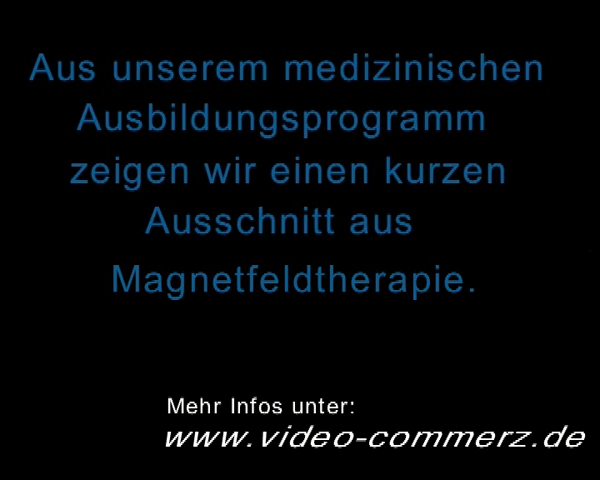 Aus unserem medizinischen
Ausbildungsprogramm
zeigen wir einen kurzen
Ausschnitt aus
Magnetfeldtherapie.
Mehr Infos unter:
www.video-commerz.de